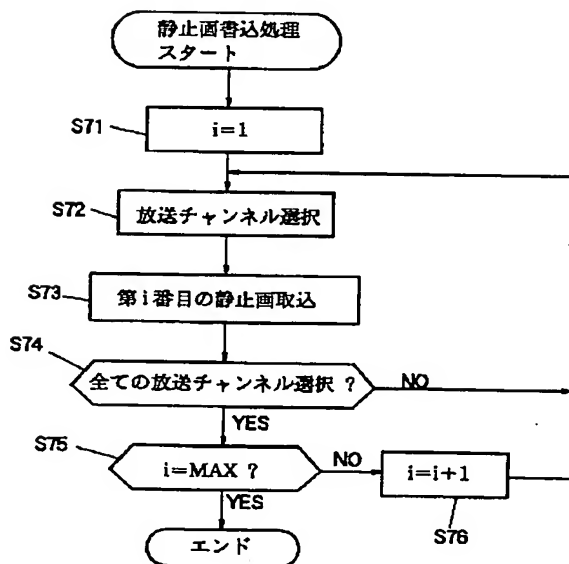 静止画書込処理
スタート
S71
i=1
S72
放送チャンネル選択
S73
第i番目の静止画取込
S74
全ての放送チャンネル選択？
NO
YES
S75
i=MAX？
NO
i=i+1
YES
S76
エンド